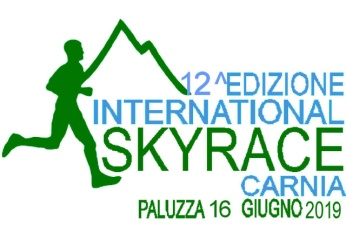 12^EDIZIONE
INTERNATIONAL
SKYRACE
CARNIA
PALUZZA 16 GIUGNO 2019